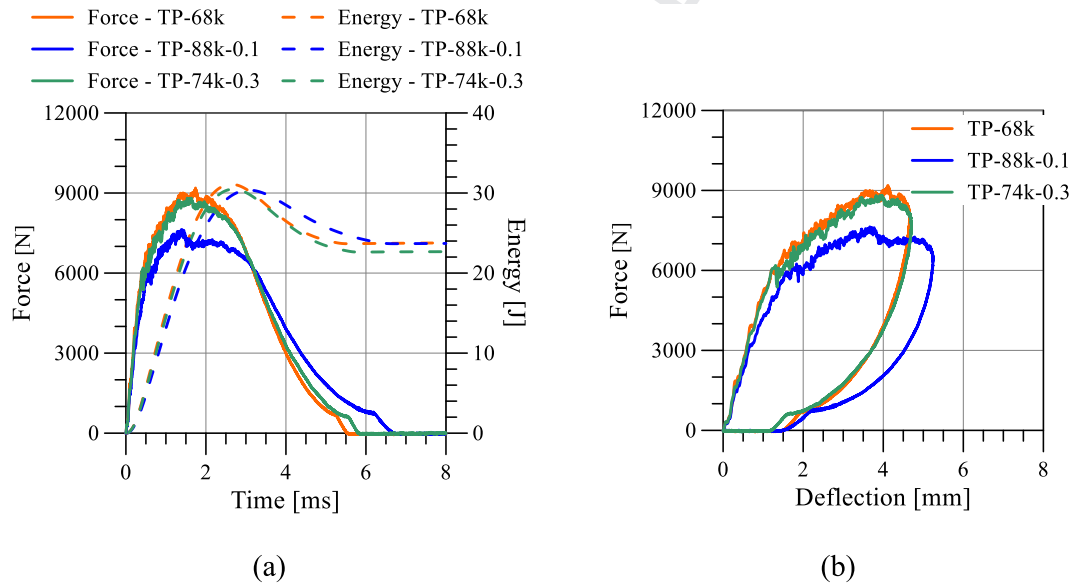 Force - TP-68k
Energy - TP-68k
Force - TP-88k-0.1
Energy - TP-88k-0.1
Force - TP-74k-0.3
Energy - TP-74k-0.3
12000
9000
6000
3000
0
Force [N]
40
30
20
10
0
Energy [J]
0
2
4
6
8
Time [ms]
(a)
TP-68k
TP-88k-0.1
TP-74k-0.3
12000
9000
6000
3000
0
Force [N]
0
2
4
6
8
Deflection [mm]
(b)